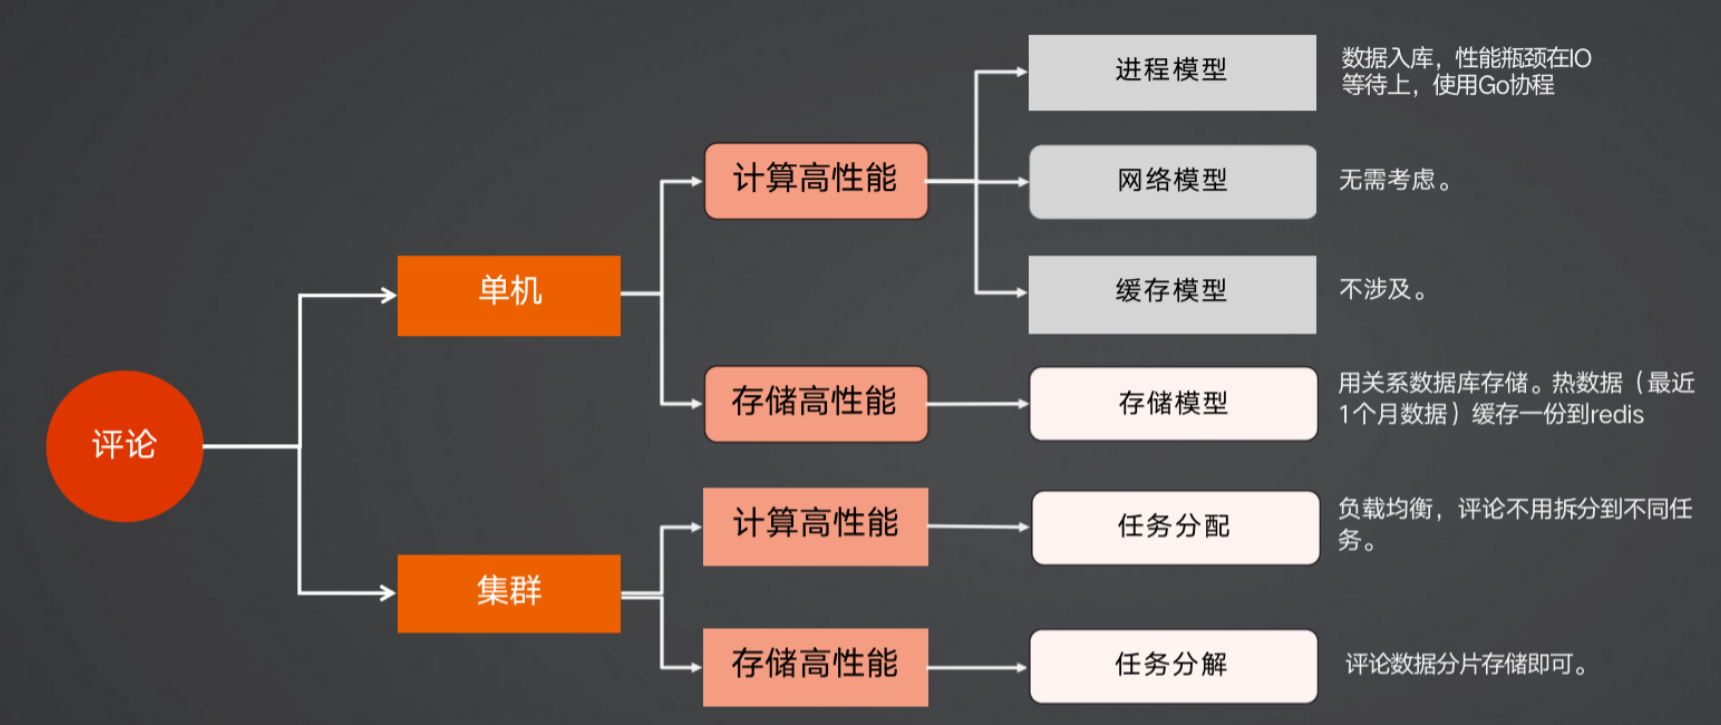 评论
单机
计算高性能
进程模型
数据入库，性能瓶颈在IO
等待上，使用Go协程
网络模型
无需考虑。
缓存模型
不涉及。
存储高性能
存储模型
用关系数据库存储。热数据（最近
1个月数据）缓存一份到redis
集群
计算高性能
任务分配
负载均衡，评论不用拆分到不同任
务。
存储高性能
任务分解
评论数据分片存储即可。